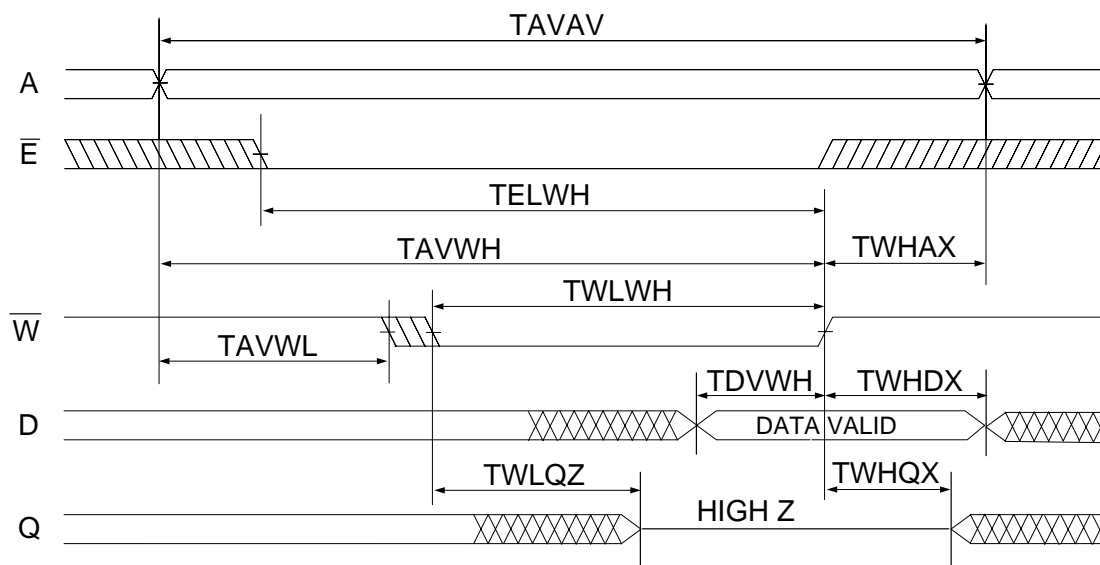 TAVAV
A
E̅
TELWH
TAVWH
TWHAX
TWLWH
W̅
TAVWL
TDVWH
TWHDX
D
DATA VALID
TWLQZ
TWHQX
Q
HIGH Z